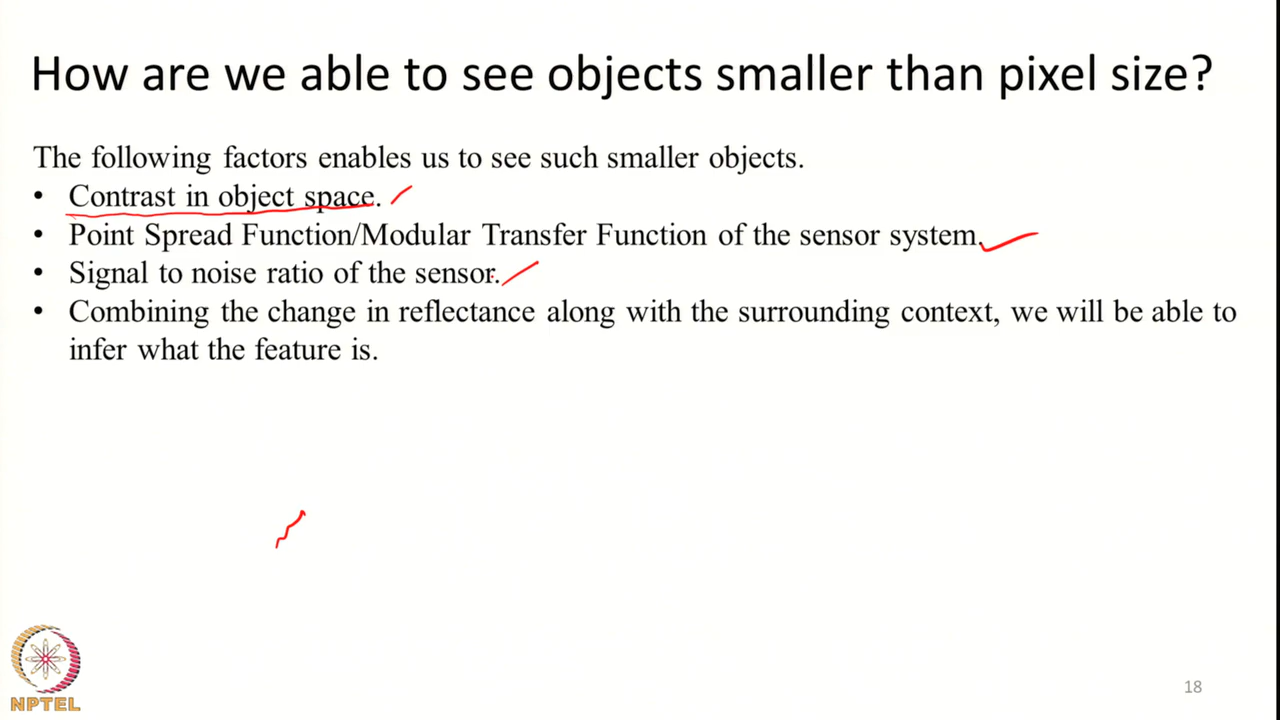 How are we able to see objects smaller than pixel size?
The following factors enables us to see such smaller objects.
• Contrast in object space.
• Point Spread Function/Modular Transfer Function of the sensor system.
• Signal to noise ratio of the sensor.
• Combining the change in reflectance along with the surrounding context, we will be able to
infer what the feature is.
NPTEL
18